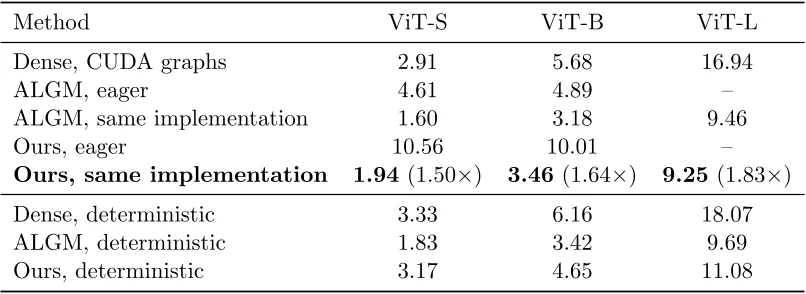 Method ViT-S ViT-B ViT-L
Dense, CUDA graphs 2.91 5.68 16.94
ALGM, eager 4.61 4.89 –
ALGM, same implementation 1.60 3.18 9.46
Ours, eager 10.56 10.01 –
Ours, same implementation 1.94 (1.50×) 3.46 (1.64×) 9.25 (1.83×)
Dense, deterministic 3.33 6.16 18.07
ALGM, deterministic 1.83 3.42 9.69
Ours, deterministic 3.17 4.65 11.08